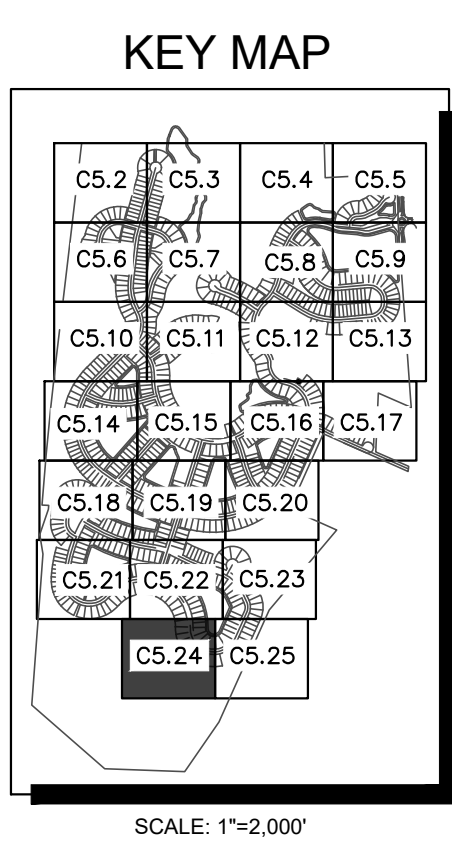 KEY MAP
C5.2 C5.3 C5.4 C5.5
C5.6 C5.7 C5.8 C5.9
C5.10 C5.11 C5.12 C5.13
C5.14 C5.15 C5.16 C5.17
C5.18 C5.19 C5.20
C5.21 C5.22 C5.23
C5.24 C5.25
SCALE: 1"=2,000'